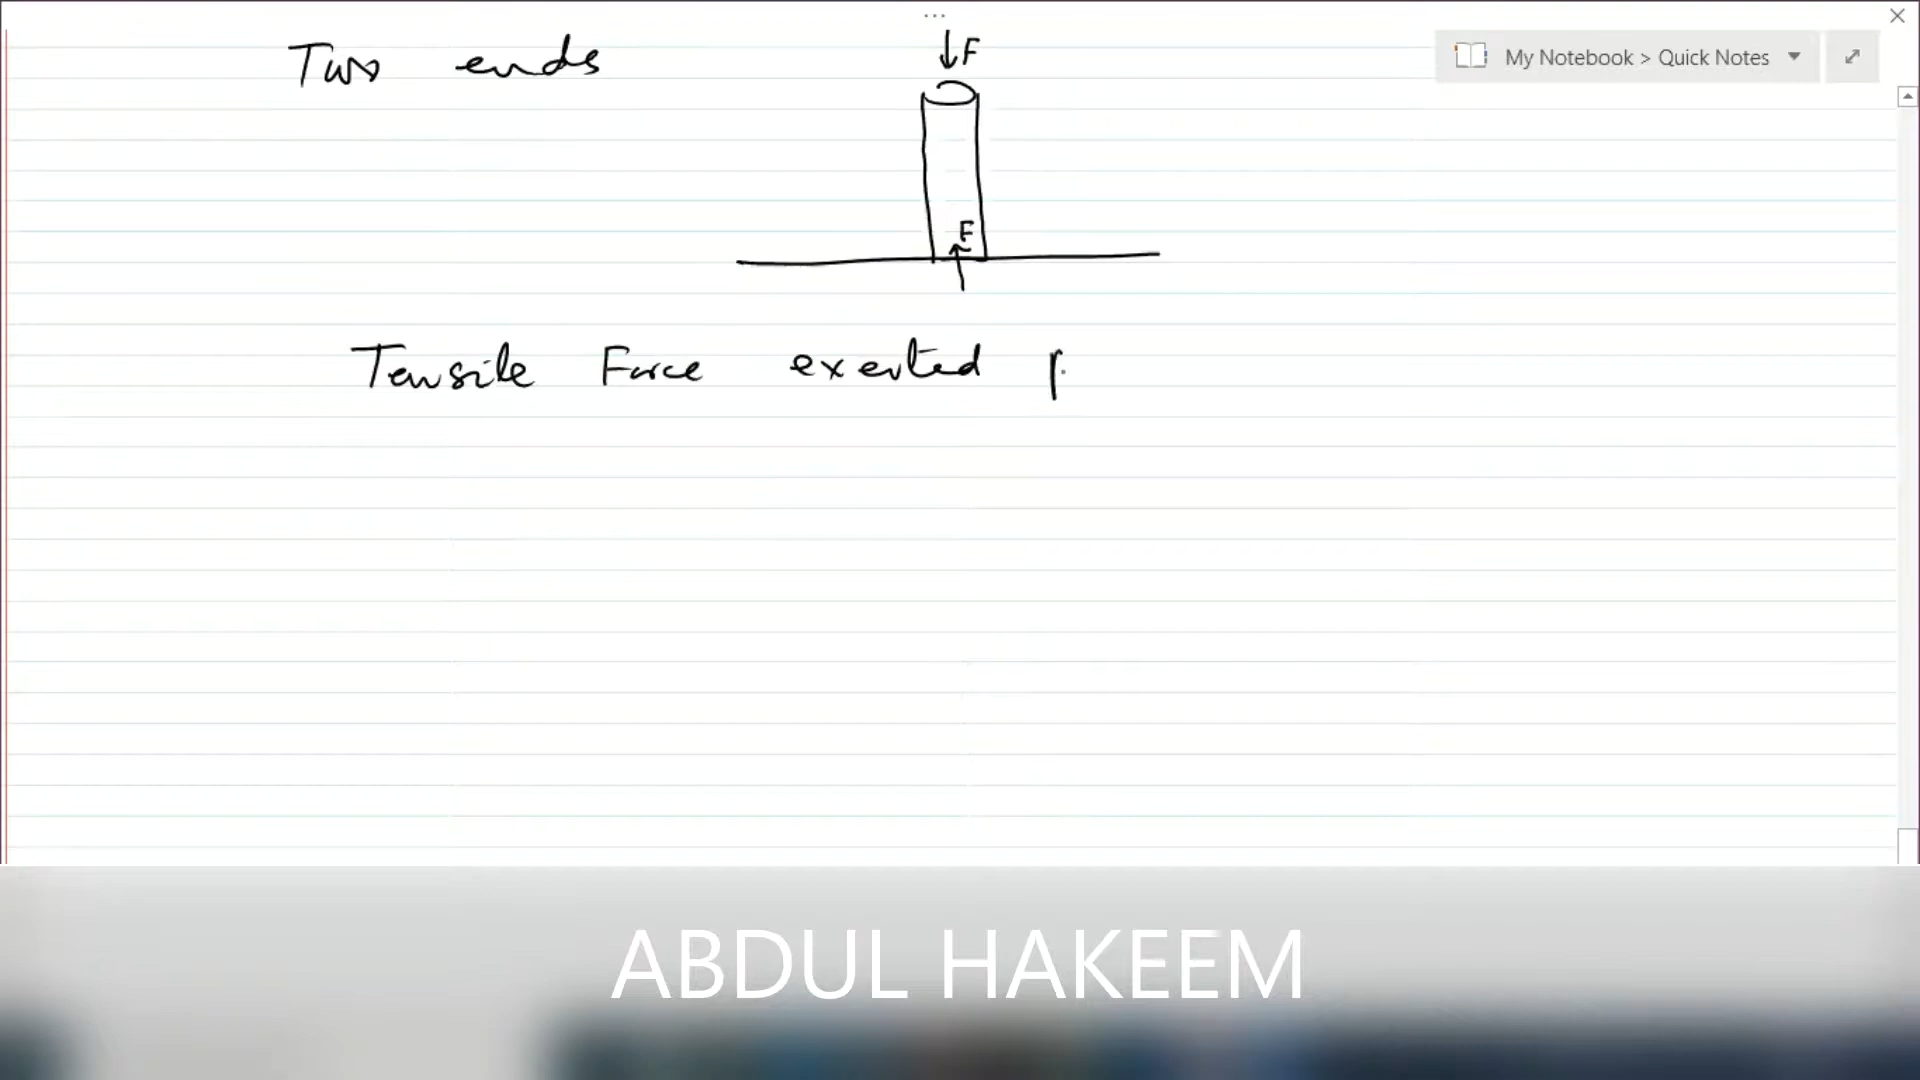 Two ends
↓F
My Notebook > Quick Notes
F
Tensile Force exerted
ABDUL HAKEEM